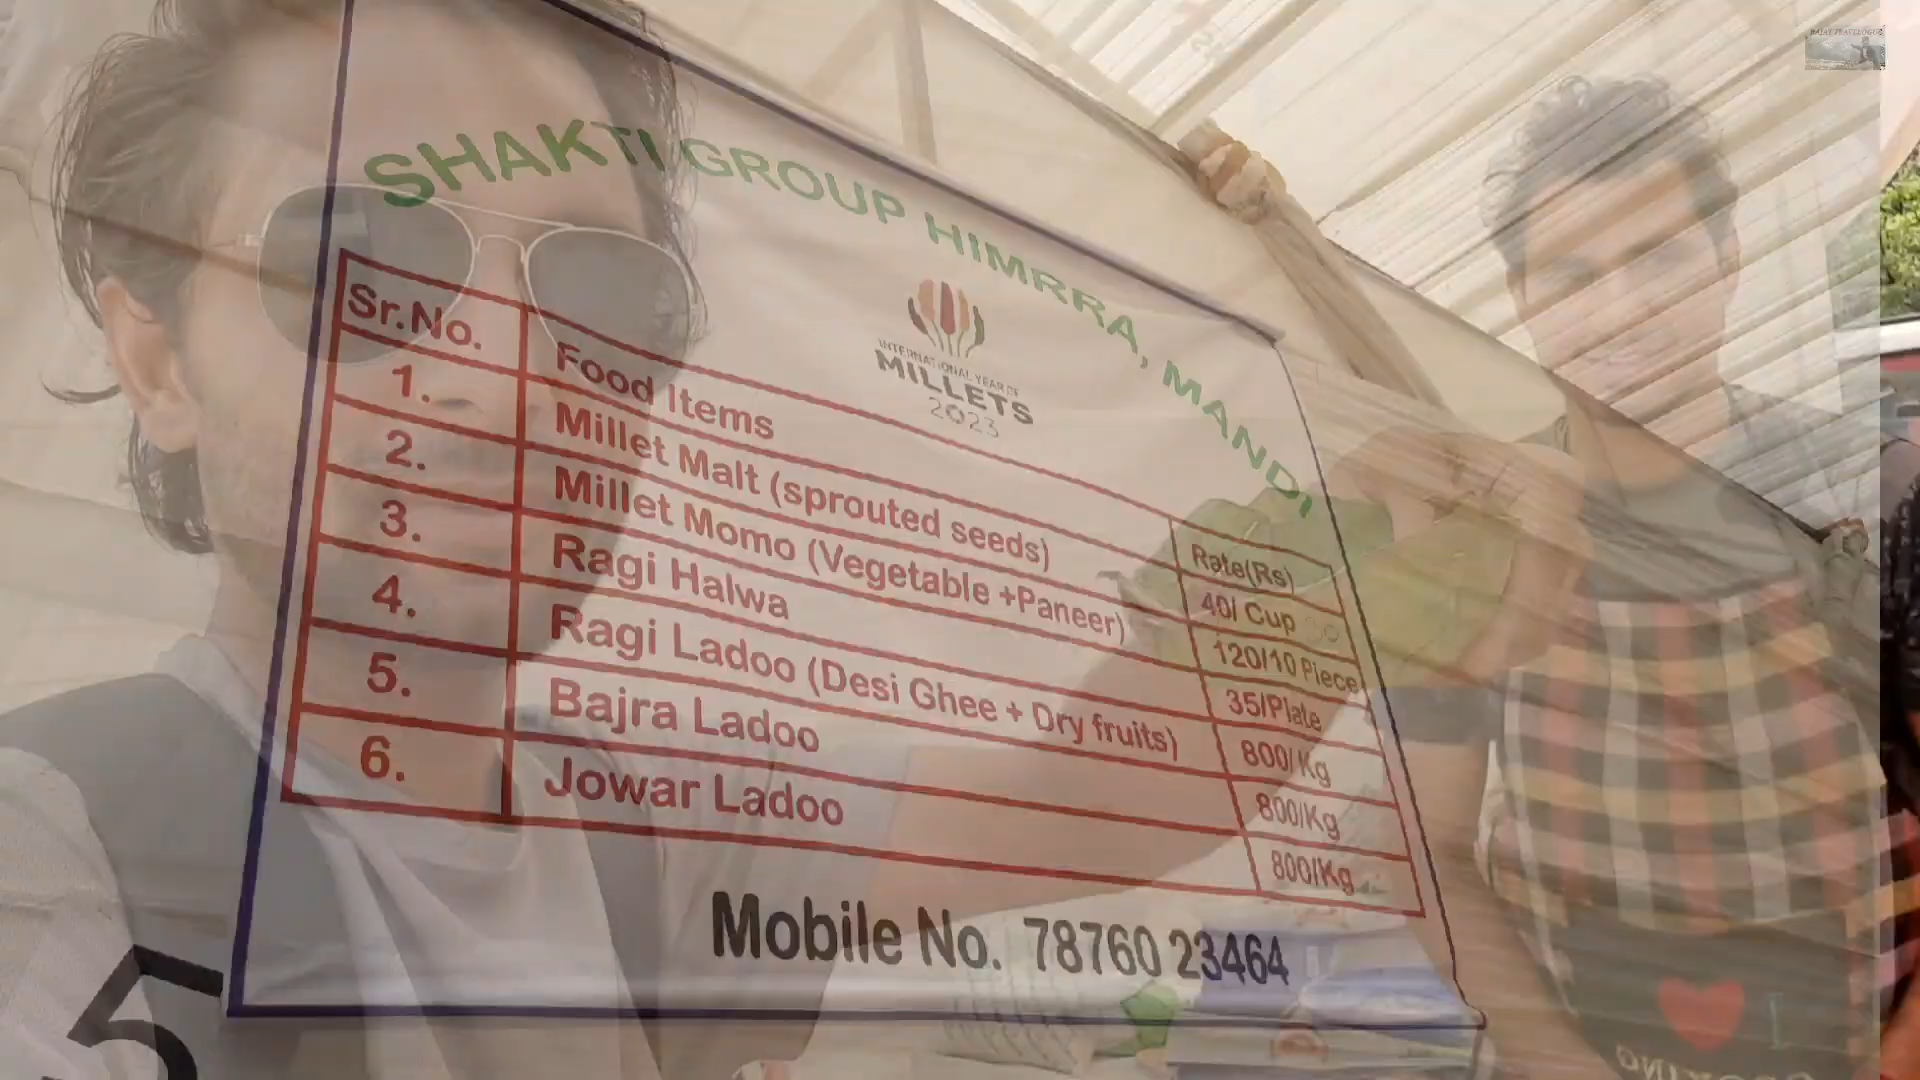 SHAKTI GROUP HIMRRA, MANDI
INTERNATIONAL YEAR OF
MILLETS
2023
Sr.No. Food Items Rate(Rs)
1. Millet Malt (sprouted seeds) 40/ Cup
2. Millet Momo (Vegetable +Paneer) 120/10 Piece
3. Ragi Halwa 35/Plate
4. Ragi Ladoo (Desi Ghee + Dry fruits) 800/Kg
5. Bajra Ladoo 800/Kg
6. Jowar Ladoo 800/Kg
Mobile No. 78760 23464
5